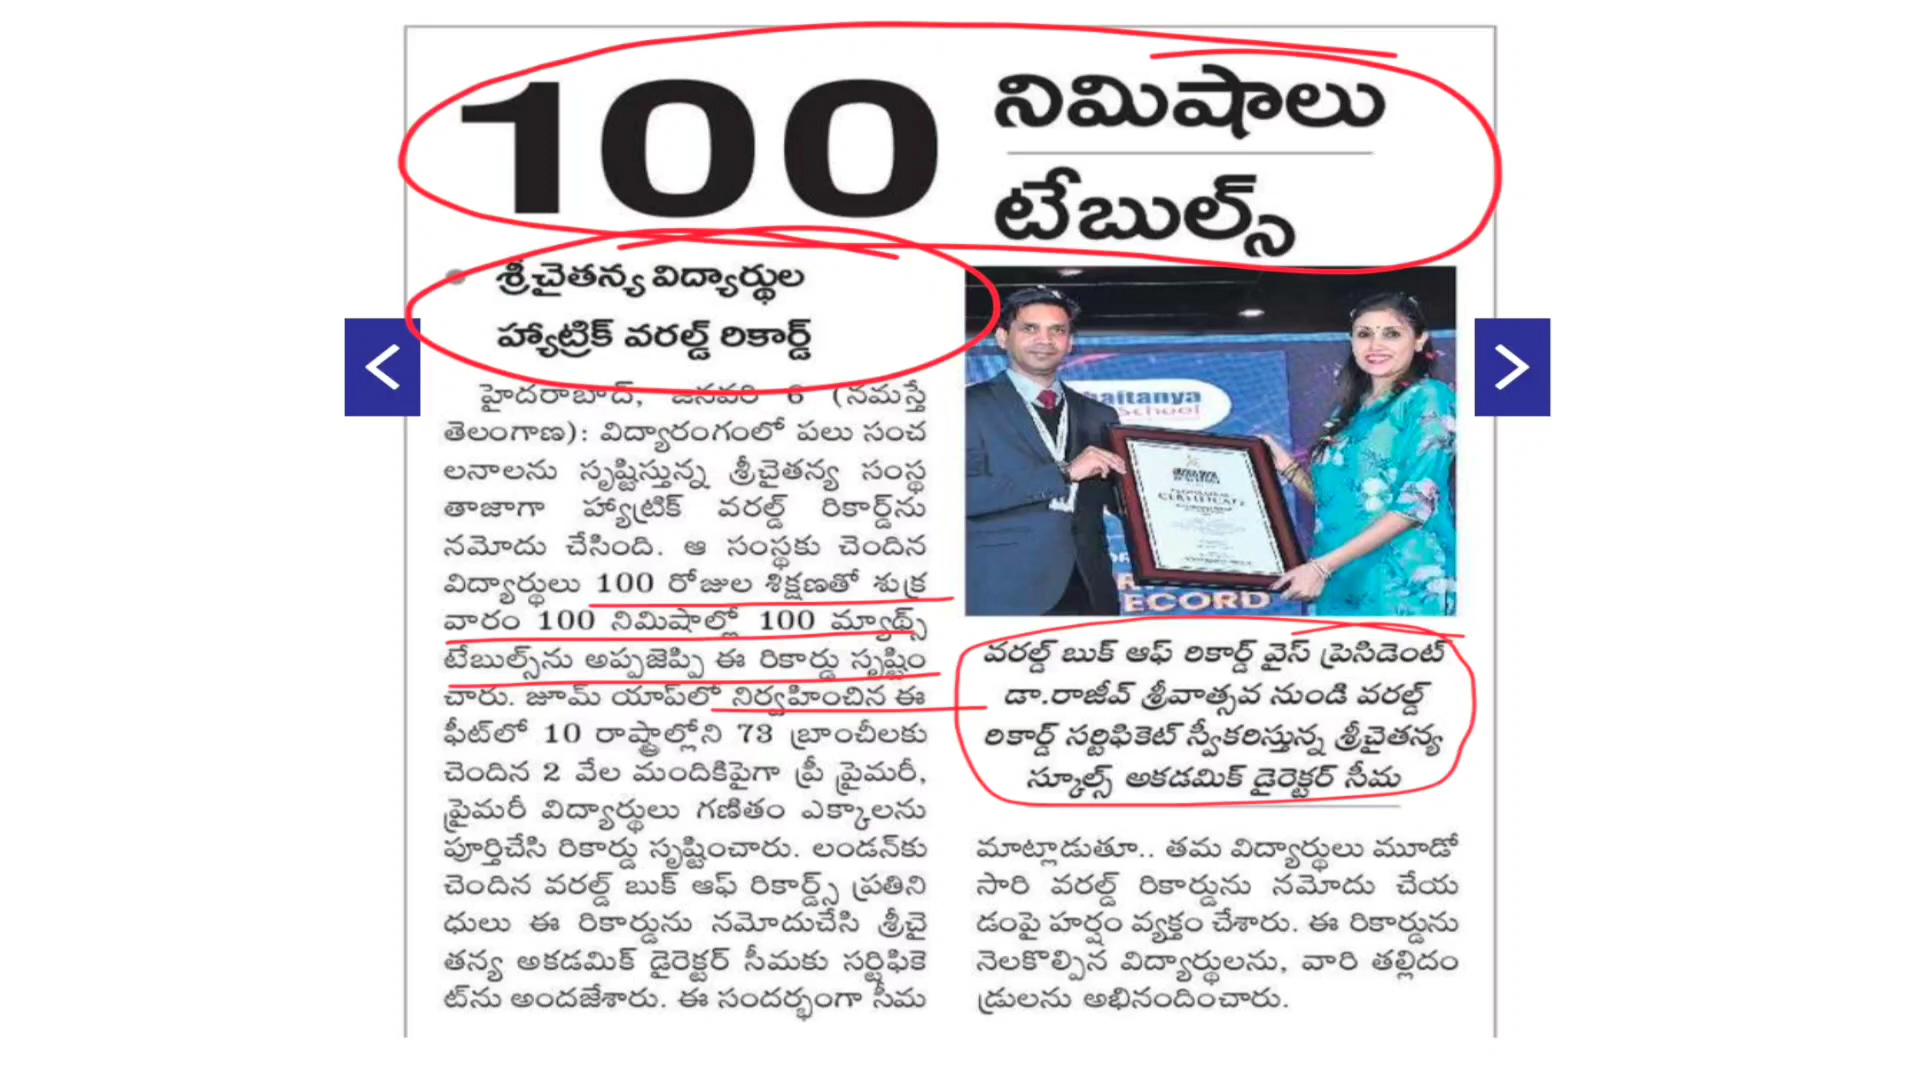 100
నిమిషాలు
టేబుల్స్
శ్రీచైతన్య విద్యార్థుల
హ్యాట్రిక్ వరల్డ్ రికార్డ్
హైదరాబాద్, జనవరి 6 (నమస్తే
తెలంగాణ): విద్యారంగంలో పలు సంచ
లనాలను సృష్టిస్తున్న శ్రీచైతన్య సంస్థ
తాజాగా హ్యాట్రిక్ వరల్డ్ రికార్డ్‌ను
నమోదు చేసింది. ఆ సంస్థకు చెందిన
విద్యార్థులు 100 రోజుల శిక్షణతో శుక్ర
వారం 100 నిమిషాల్లో 100 మ్యాథ్స్
టేబుల్స్‌ను అప్పజెప్పి ఈ రికార్డు సృష్టిం
చారు. జూమ్ యాప్‌లో నిర్వహించిన ఈ
ఫీట్‌లో 10 రాష్ట్రాల్లోని 73 బ్రాంచీలకు
చెందిన 2 వేల మందికిపైగా ప్రీ ప్రైమరీ,
ప్రైమరీ విద్యార్థులు గణితం ఎక్కాలను
పూర్తిచేసి రికార్డు సృష్టించారు. లండన్‌కు
చెందిన వరల్డ్ బుక్ ఆఫ్ రికార్డ్స్ ప్రతిని
ధులు ఈ రికార్డును నమోదుచేసి శ్రీచై
తన్య అకడమిక్ డైరెక్టర్ సీమకు సర్టిఫికె
ట్‌ను అందజేశారు. ఈ సందర్భంగా సీమ
haitanya
School
CERTIFICATE
ECORD
వరల్డ్ బుక్ ఆఫ్ రికార్డ్ వైస్ ప్రెసిడెంట్
డా.రాజీవ్ శ్రీవాత్సవ నుండి వరల్డ్
రికార్డ్ సర్టిఫికెట్ స్వీకరిస్తున్న శ్రీచైతన్య
స్కూల్స్ అకడమిక్ డైరెక్టర్ సీమ
మాట్లాడుతూ.. తమ విద్యార్థులు మూడో
సారి వరల్డ్ రికార్డును నమోదు చేయ
డంపై హర్షం వ్యక్తం చేశారు. ఈ రికార్డును
నెలకొల్పిన విద్యార్థులను, వారి తల్లిదం
డ్రులను అభినందించారు.